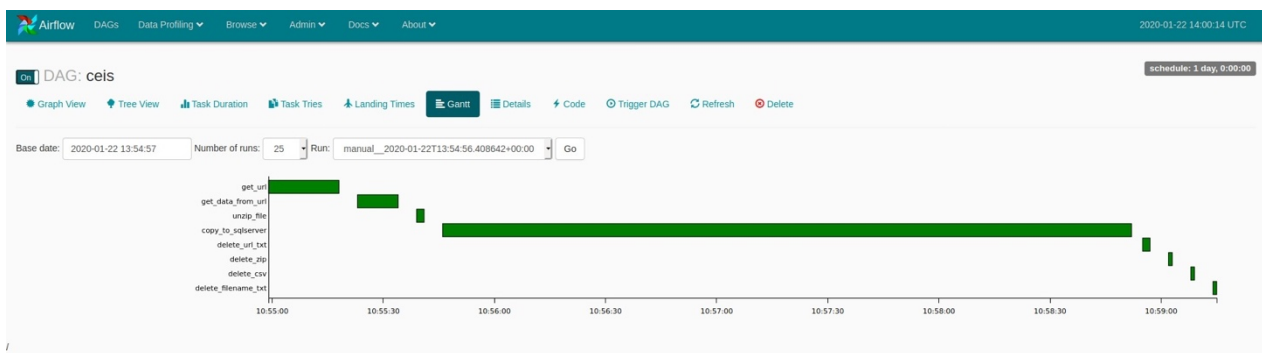 Airflow DAGs Data Profiling Browse Admin Docs About 2020-01-22 14:00:14 UTC
On DAG: ceis schedule: 1 day, 0:00:00
Graph View Tree View Task Duration Task Tries Landing Times Gantt Details Code Trigger DAG Refresh Delete
Base date: 2020-01-22 13:54:57 Number of runs: 25 Run: manual__2020-01-22T13:54:56.408642+00:00 Go
get_url
get_data_from_url
unzip_file
copy_to_sqlserver
delete_url_txt
delete_zip
delete_csv
delete_filename_txt
10:55:00 10:55:30 10:56:00 10:56:30 10:57:00 10:57:30 10:58:00 10:58:30 10:59:00
/